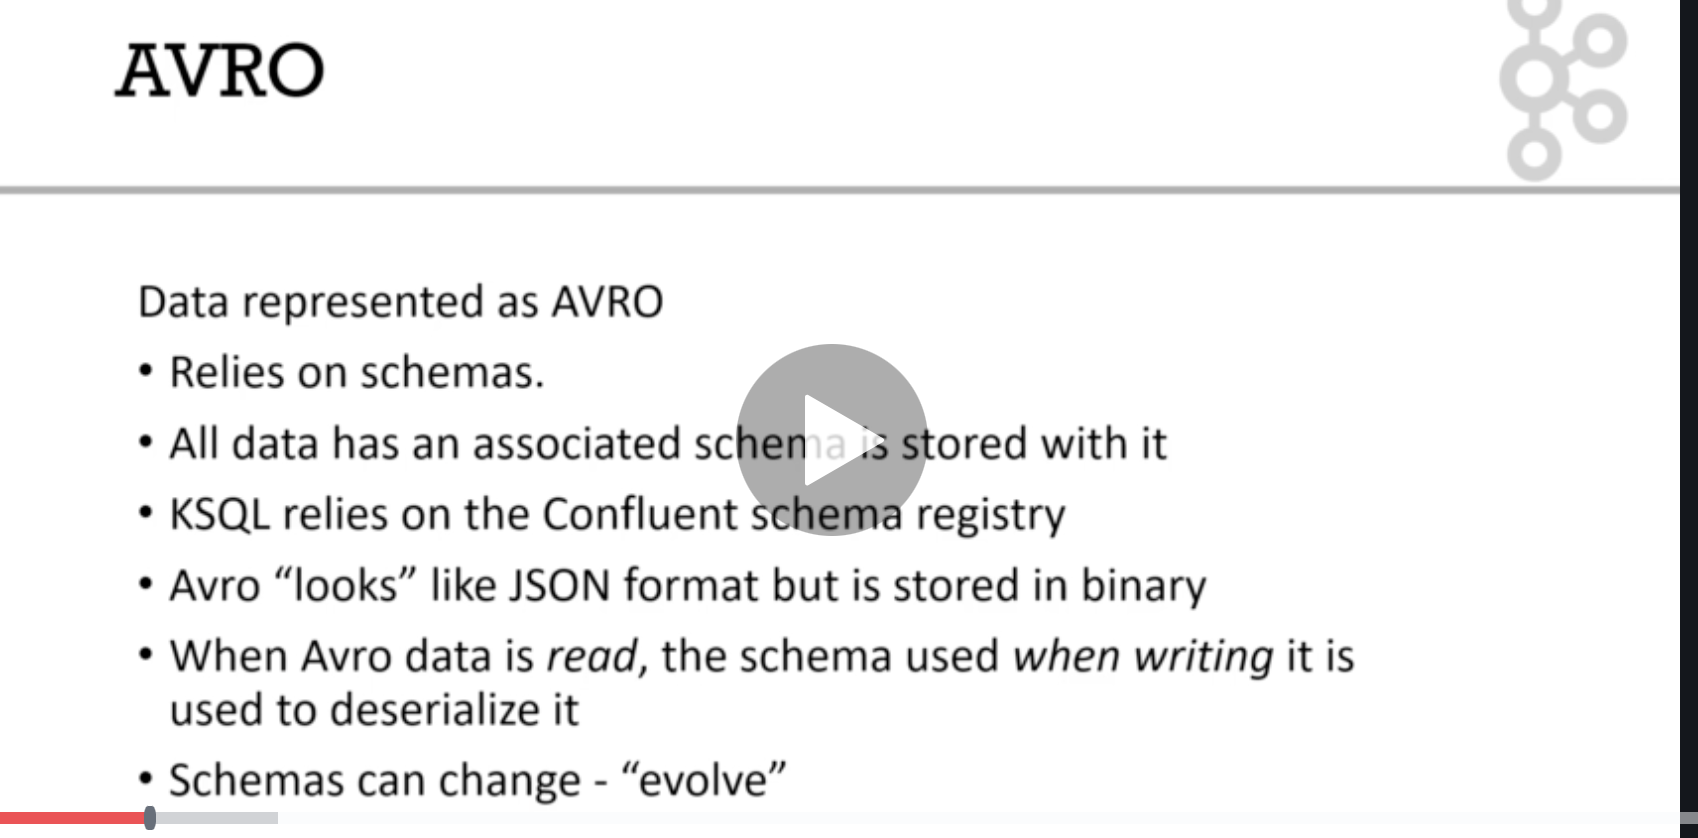 AVRO
Data represented as AVRO
• Relies on schemas.
• All data has an associated schema is stored with it
• KSQL relies on the Confluent schema registry
• Avro “looks” like JSON format but is stored in binary
• When Avro data is read, the schema used when writing it is
used to deserialize it
• Schemas can change - “evolve”